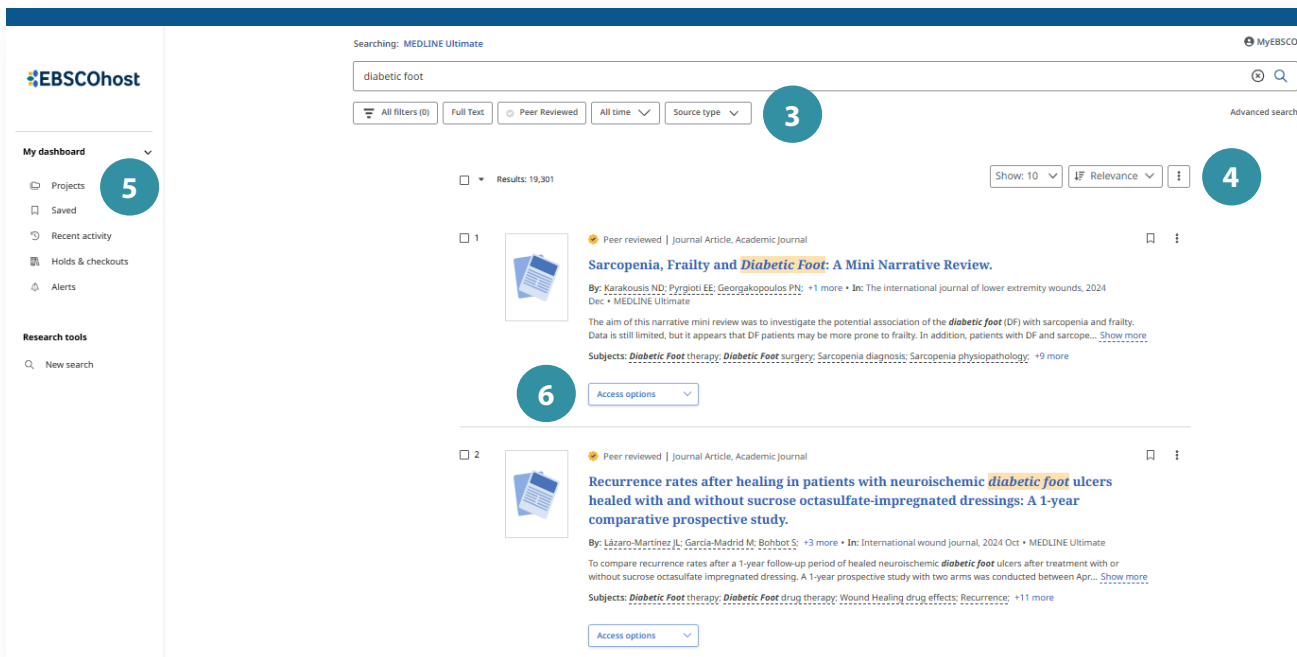 Searching: MEDLINE Ultimate
MyEBSCO
EBSCOhost
diabetic foot
All filters (0) Full Text Peer Reviewed All time Source type
3
Advanced search
My dashboard
Projects
5
Saved
Recent activity
Holds & checkouts
Alerts
Research tools
New search
Results: 19,301
Show: 10 Relevance
4
1
Peer reviewed | Journal Article, Academic Journal
Sarcopenia, Frailty and Diabetic Foot: A Mini Narrative Review.
By: Karakousis ND; Pyrgioti EE; Georgakopoulos PN; +1 more • In: The international journal of lower extremity wounds, 2024
Dec • MEDLINE Ultimate
The aim of this narrative mini review was to investigate the potential association of the diabetic foot (DF) with sarcopenia and frailty.
Data is still limited, but it appears that DF patients may be more prone to frailty. In addition, patients with DF and sarcope... Show more
Subjects: Diabetic Foot therapy; Diabetic Foot surgery; Sarcopenia diagnosis; Sarcopenia physiopathology; +9 more
6
Access options
2
Peer reviewed | Journal Article, Academic Journal
Recurrence rates after healing in patients with neuroischemic diabetic foot ulcers
healed with and without sucrose octasulfate-impregnated dressings: A 1-year
comparative prospective study.
By: Lázaro-Martínez JL; García-Madrid M; Bohbot S; +3 more • In: International wound journal, 2024 Oct • MEDLINE Ultimate
To compare recurrence rates after a 1-year follow-up period of healed neuroischemic diabetic foot ulcers after treatment with or
without sucrose octasulfate impregnated dressing. A 1-year prospective study with two arms was conducted between Apr... Show more
Subjects: Diabetic Foot therapy; Diabetic Foot drug therapy; Wound Healing drug effects; Recurrence; +11 more
Access options